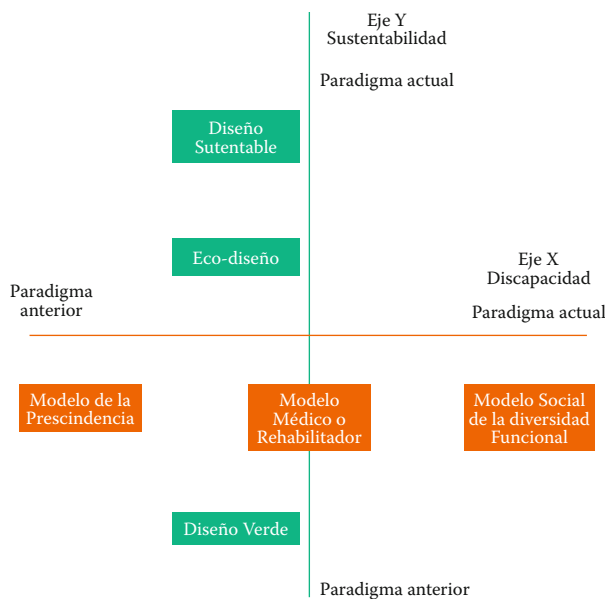 Eje Y
Sustentabilidad
Paradigma actual
Diseño
Sutentable
Eco-diseño
Eje X
Discapacidad
Paradigma
anterior
Paradigma actual
Modelo de la
Prescindencia
Modelo
Médico o
Rehabilitador
Modelo Social
de la diversidad
Funcional
Diseño Verde
Paradigma anterior